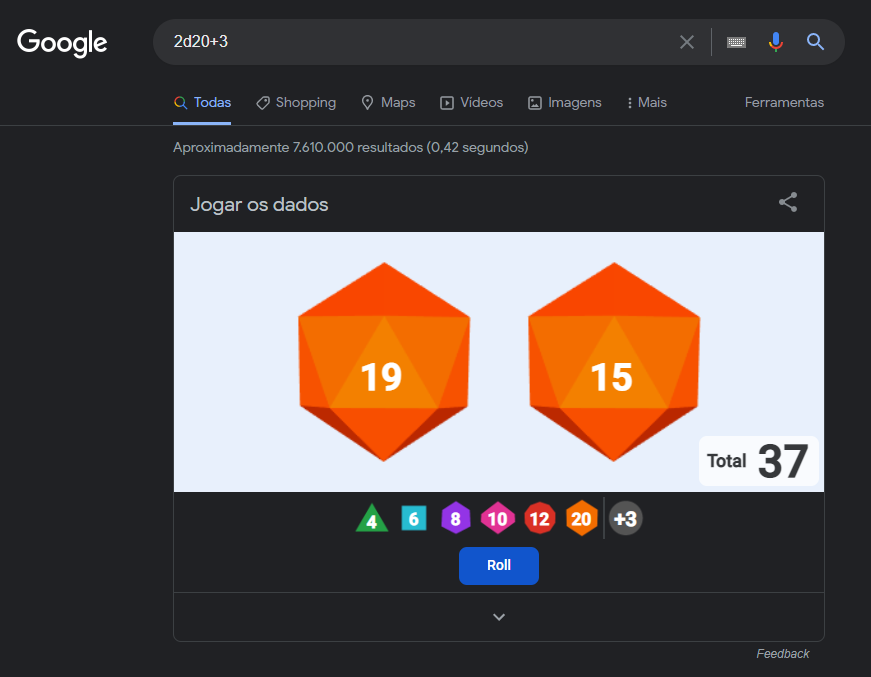 Google
2d20+3
Todas Shopping Maps Vídeos Imagens Mais Ferramentas
Aproximadamente 7.610.000 resultados (0,42 segundos)
Jogar os dados
19 15
Total 37
4 6 8 10 12 20 +3
Roll
Feedback